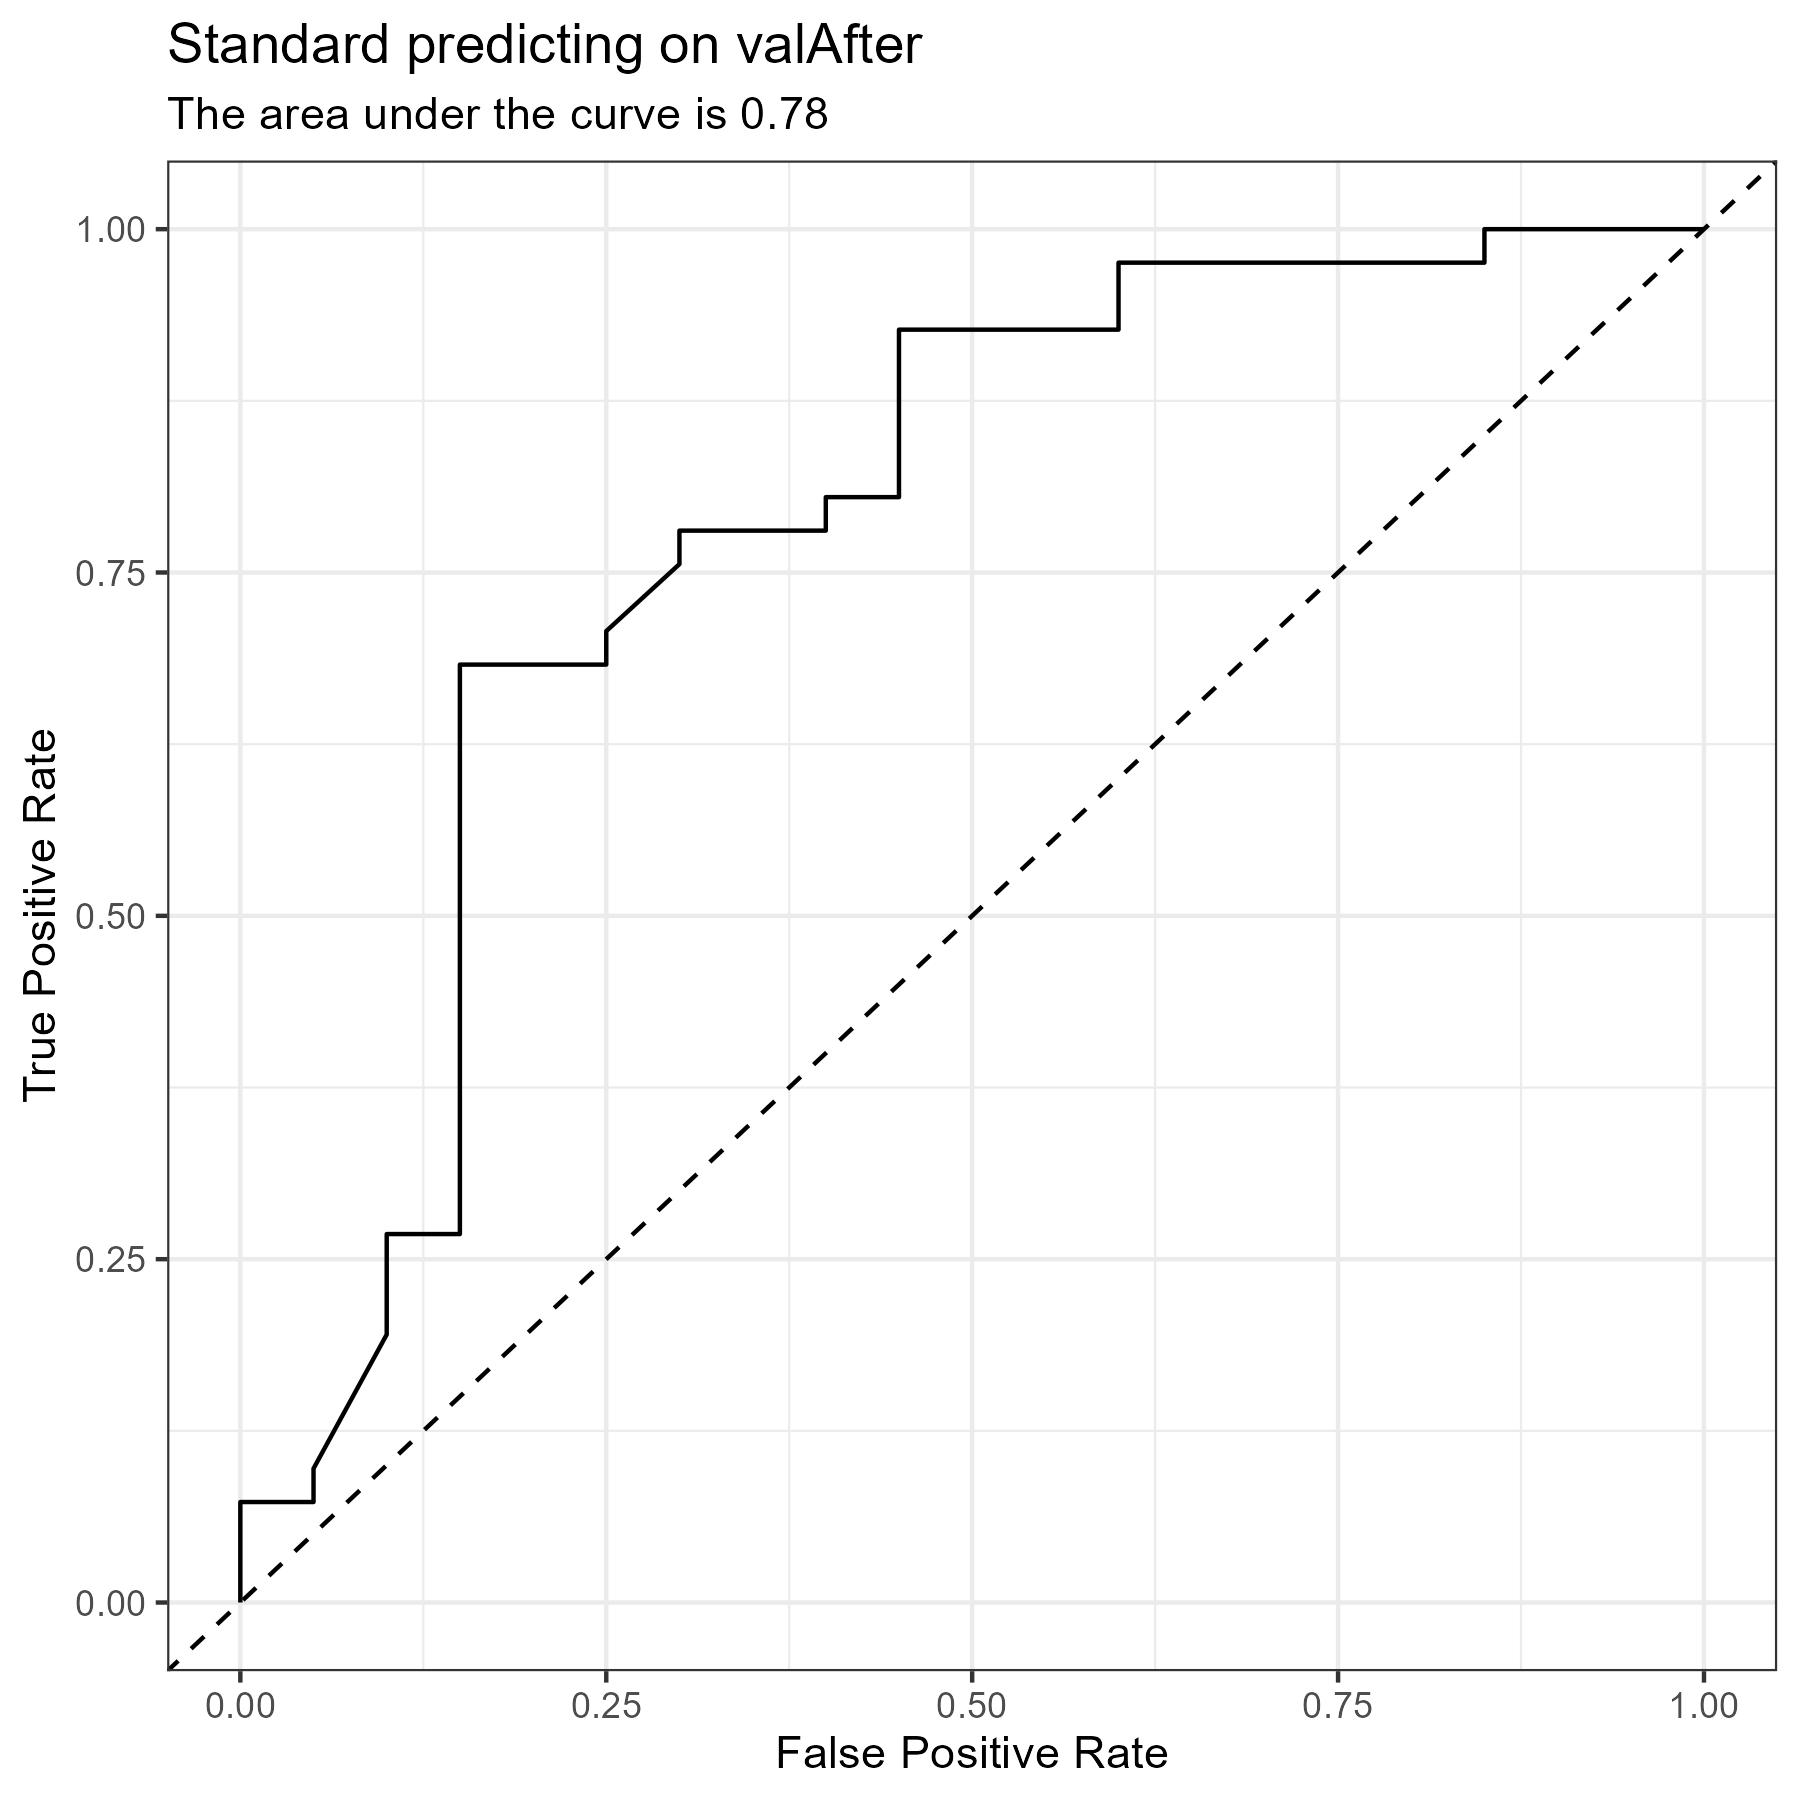 Standard predicting on valAfter
The area under the curve is 0.78
True Positive Rate
1.00
0.75
0.50
0.25
0.00
0.00 0.25 0.50 0.75 1.00
False Positive Rate